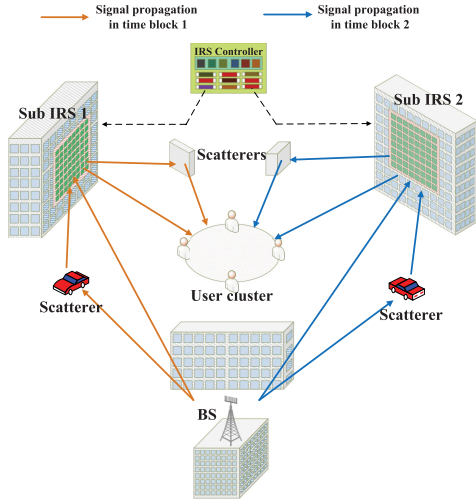 Signal propagation
in time block 1
Signal propagation
in time block 2
IRS Controller
Sub IRS 1
Sub IRS 2
Scatterers
User cluster
Scatterer
Scatterer
BS